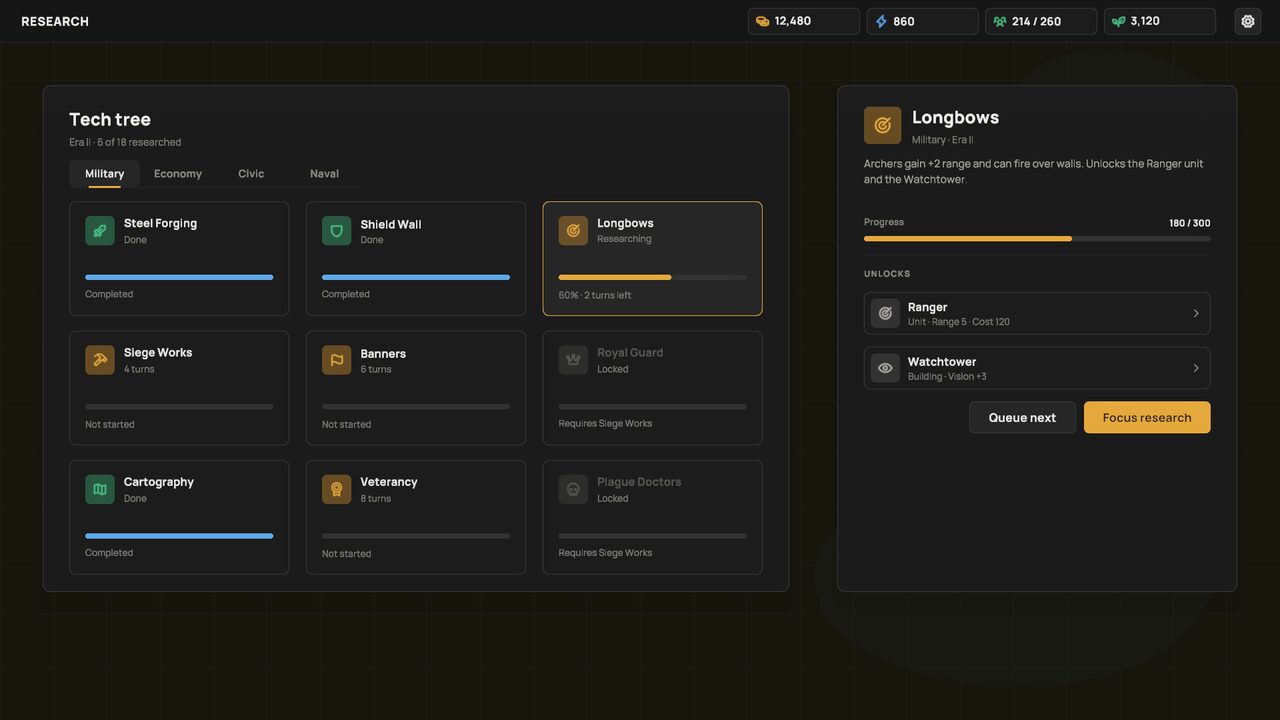 RESEARCH
12,480
860
214 / 260
3,120
Tech tree
Era II · 6 of 18 researched
Military
Economy
Civic
Naval
Steel Forging
Done
Completed
Shield Wall
Done
Completed
Longbows
Researching
60% · 2 turns left
Siege Works
4 turns
Not started
Banners
6 turns
Not started
Royal Guard
Locked
Requires Siege Works
Cartography
Done
Completed
Veterancy
8 turns
Not started
Plague Doctors
Locked
Requires Siege Works
Longbows
Military · Era II
Archers gain +2 range and can fire over walls. Unlocks the Ranger unit
and the Watchtower.
Progress
180 / 300
UNLOCKS
Ranger
Unit · Range 5 · Cost 120
Watchtower
Building · Vision +3
Queue next
Focus research